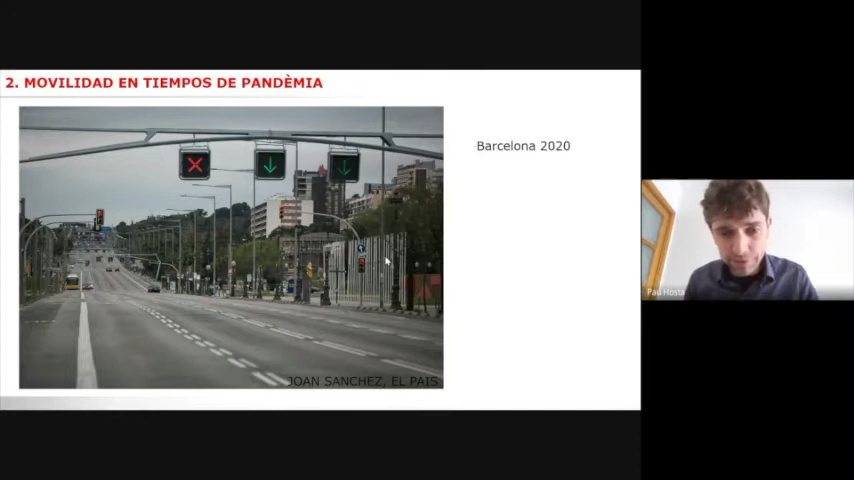 2. MOVILIDAD EN TIEMPOS DE PANDÈMIA
Barcelona 2020
JOAN SANCHEZ, EL PAIS
Pau Hosta